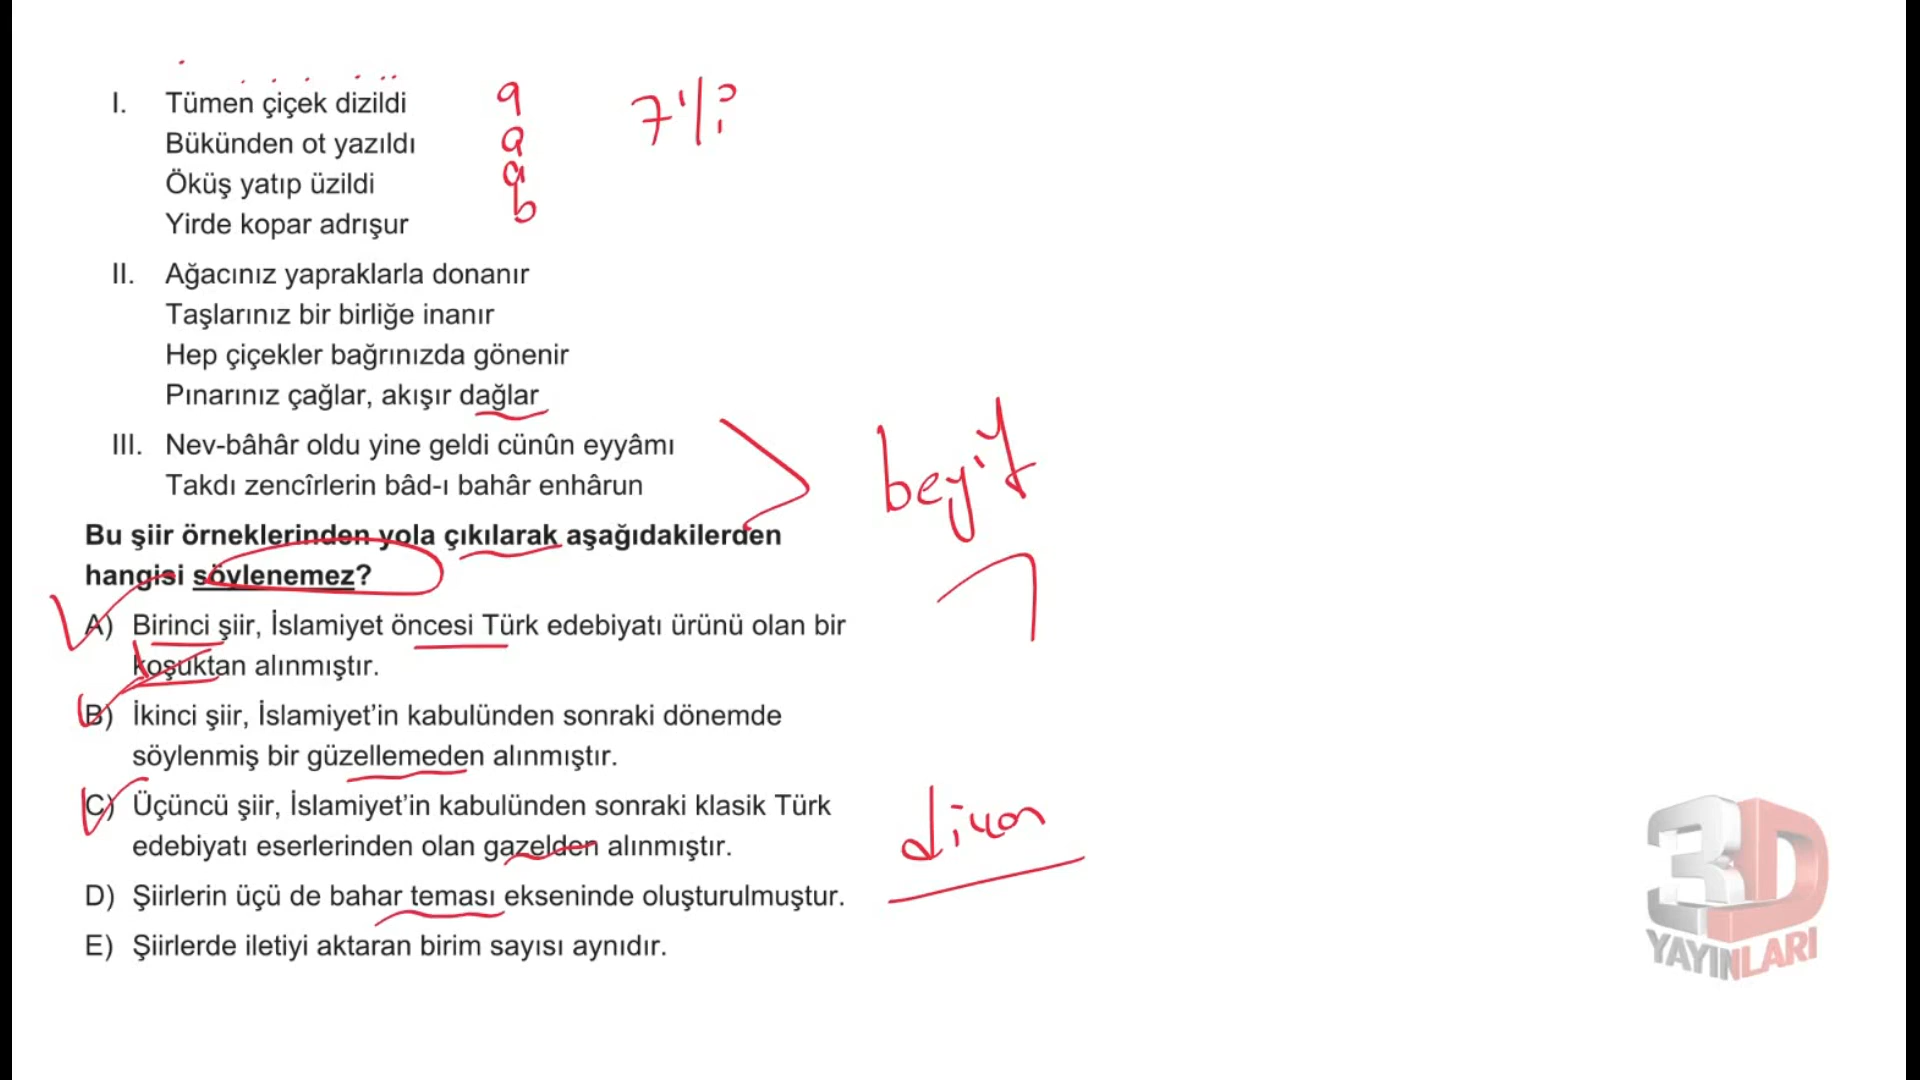 I. Tümen çiçek dizildi
Bükünden ot yazıldı
Öküş yatıp üzildi
Yirde kopar adrışur
a
a
a
b
7'li
II. Ağacınız yapraklarla donanır
Taşlarınız bir birliğe inanır
Hep çiçekler bağrınızda gönenir
Pınarınız çağlar, akışır dağlar
III. Nev-bâhâr oldu yine geldi cünûn eyyâmı
Takdı zencîrlerin bâd-ı bahâr enhârun
beyit
Bu şiir örneklerinden yola çıkılarak aşağıdakilerden
hangisi söylenemez?
A) Birinci şiir, İslamiyet öncesi Türk edebiyatı ürünü olan bir
koşuktan alınmıştır.
B) İkinci şiir, İslamiyet’in kabulünden sonraki dönemde
söylenmiş bir güzellemeden alınmıştır.
C) Üçüncü şiir, İslamiyet’in kabulünden sonraki klasik Türk
edebiyatı eserlerinden olan gazelden alınmıştır.
divan
D) Şiirlerin üçü de bahar teması ekseninde oluşturulmuştur.
E) Şiirlerde iletiyi aktaran birim sayısı aynıdır.
3D
YAYINLARI